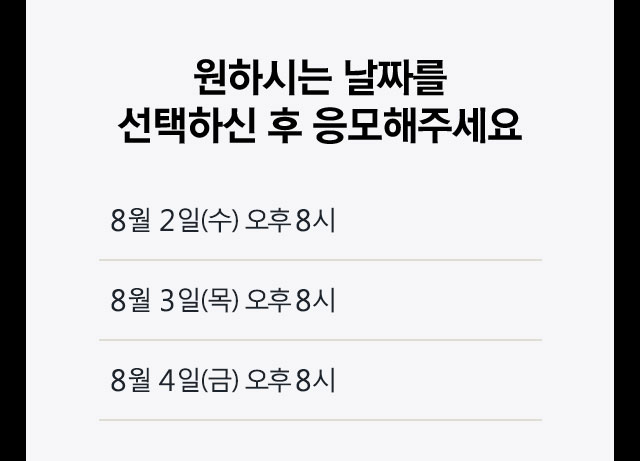 원하시는 날짜를
선택하신 후 응모해주세요
8월 2일(수) 오후 8시
8월 3일(목) 오후 8시
8월 4일(금) 오후 8시